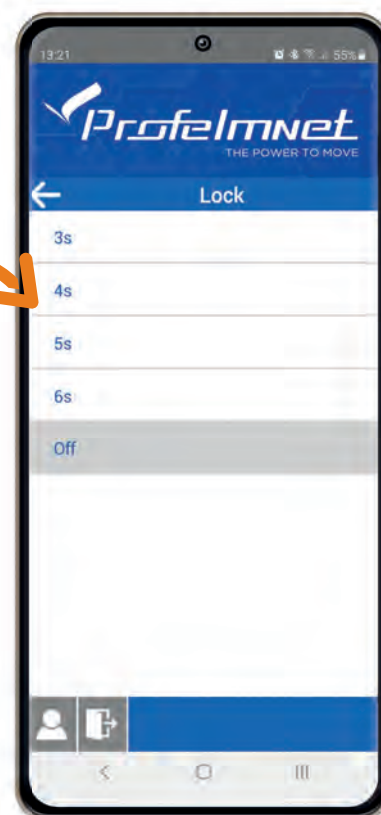 13:21
55%
Profelmnet
THE POWER TO MOVE
Lock
3s
4s
5s
6s
Off